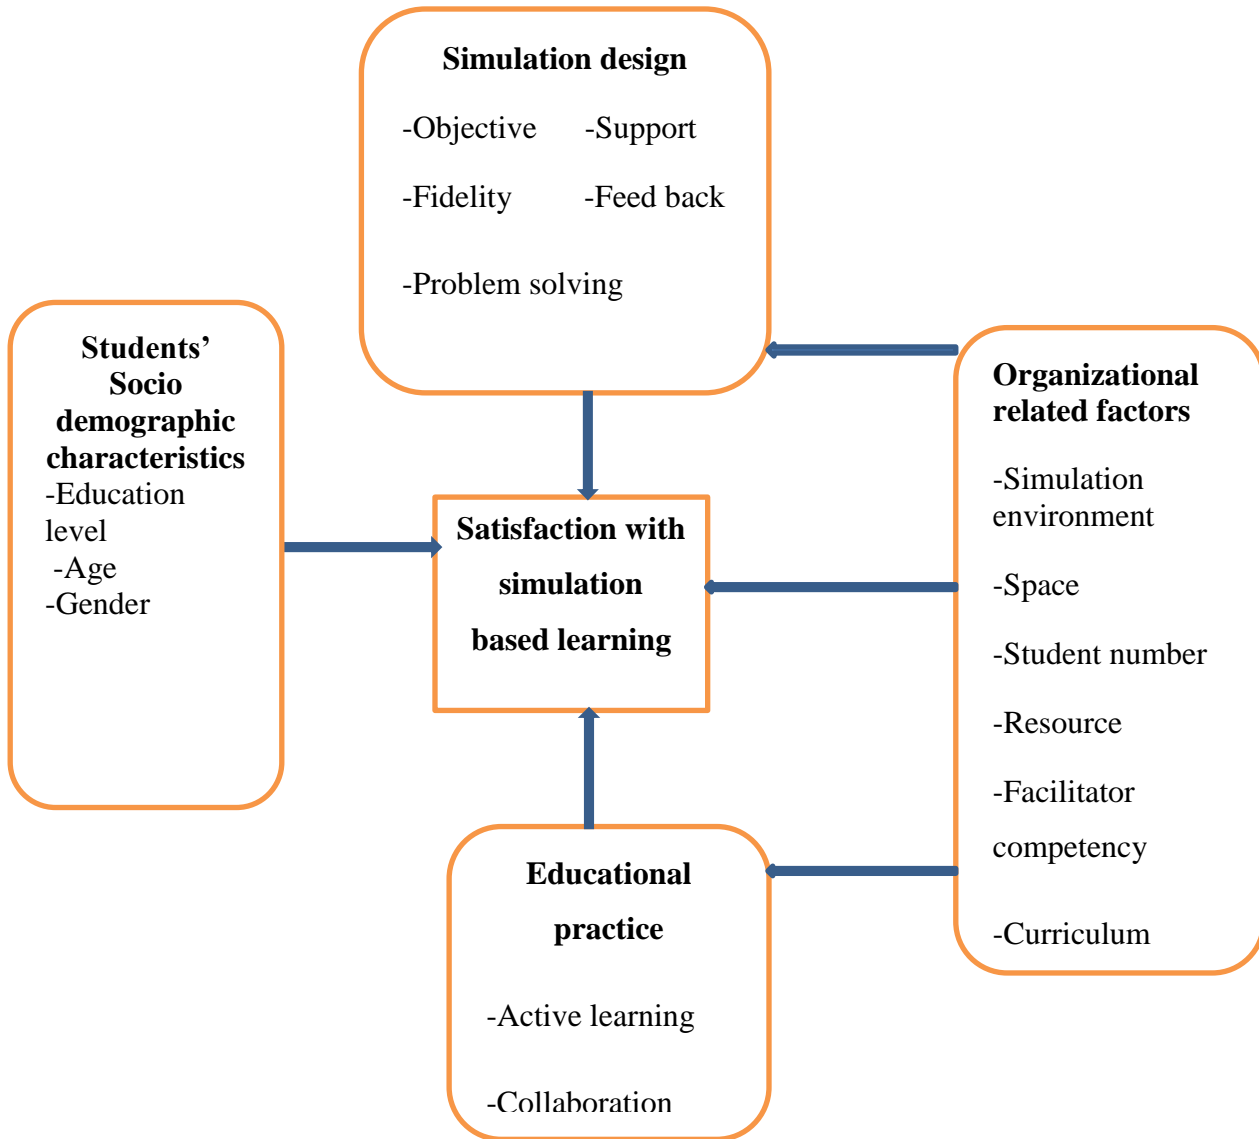 Simulation design
-Objective -Support
-Fidelity -Feed back
-Problem solving
Students’
Socio
demographic
characteristics
-Education
level
-Age
-Gender
Satisfaction with
simulation
based learning
Organizational
related factors
-Simulation
environment
-Space
-Student number
-Resource
-Facilitator
competency
-Curriculum
Educational
practice
-Active learning
-Collaboration